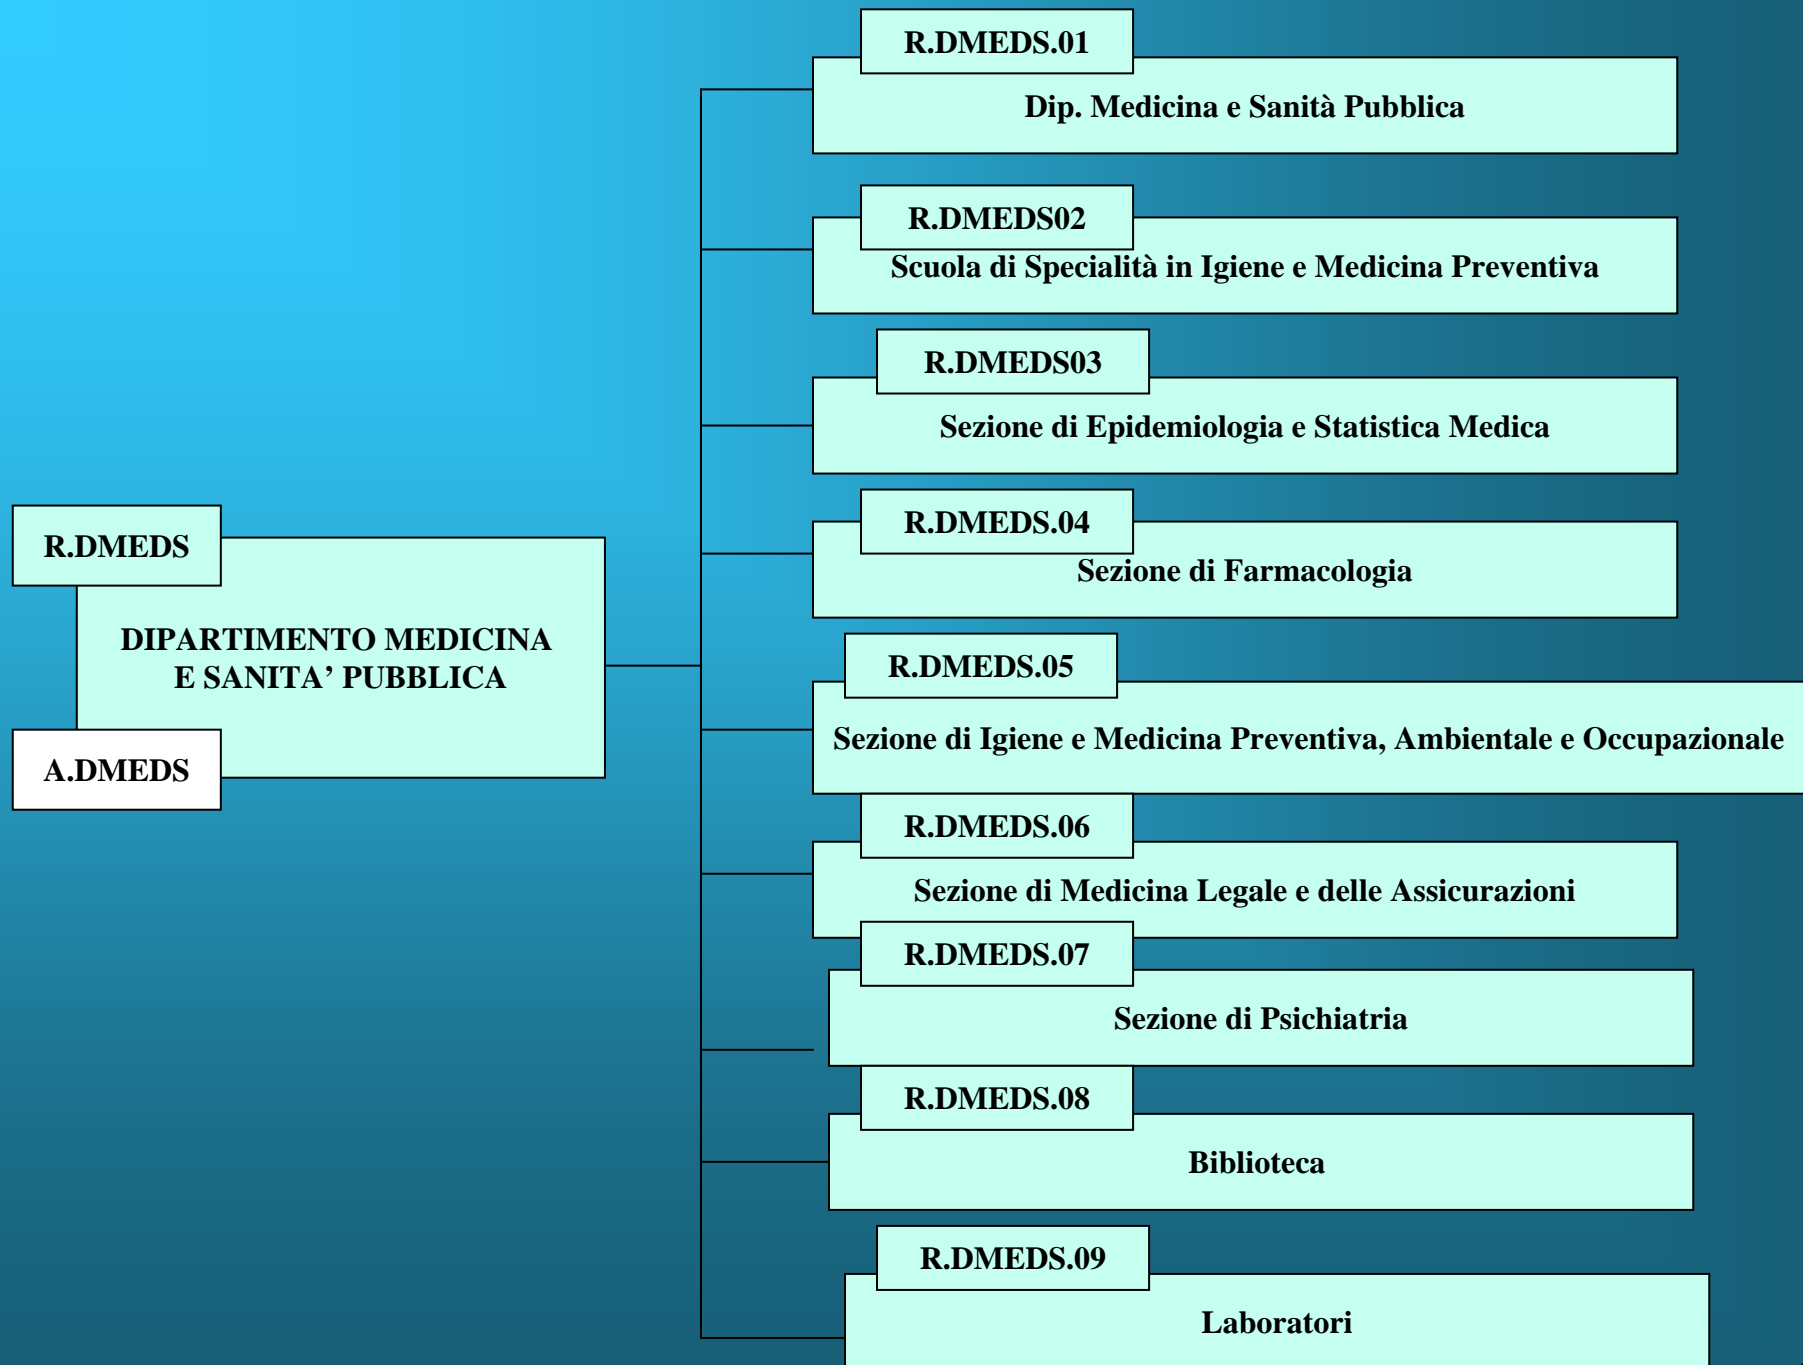 R.DMEDS
DIPARTIMENTO MEDICINA
E SANITA’ PUBBLICA
A.DMEDS
R.DMEDS.01
Dip. Medicina e Sanità Pubblica
R.DMEDS02
Scuola di Specialità in Igiene e Medicina Preventiva
R.DMEDS03
Sezione di Epidemiologia e Statistica Medica
R.DMEDS.04
Sezione di Farmacologia
R.DMEDS.05
Sezione di Igiene e Medicina Preventiva, Ambientale e Occupazionale
R.DMEDS.06
Sezione di Medicina Legale e delle Assicurazioni
R.DMEDS.07
Sezione di Psichiatria
R.DMEDS.08
Biblioteca
R.DMEDS.09
Laboratori